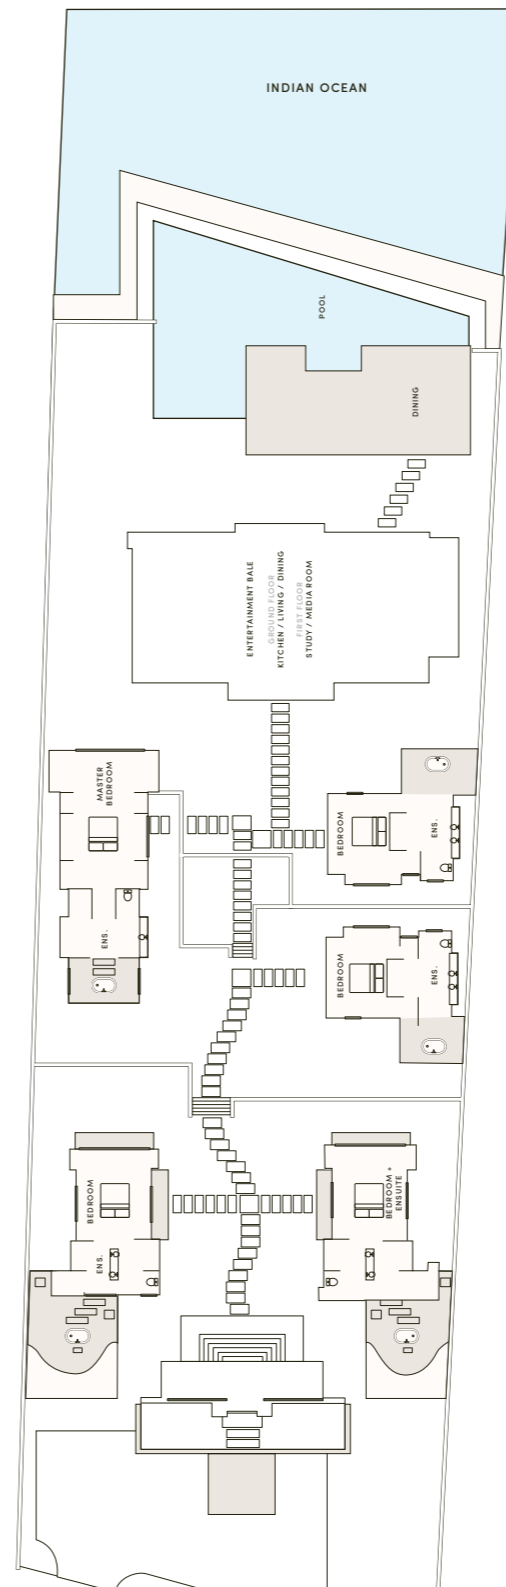 INDIAN OCEAN
POOL
DINING
ENTERTAINMENT BALE
GROUND FLOOR
KITCHEN / LIVING / DINING
FIRST FLOOR
STUDY / MEDIA ROOM
MASTER
BEDROOM
ENS.
BEDROOM
ENS.
BEDROOM
ENS.
BEDROOM
ENS.
BEDROOM +
ENSUITE